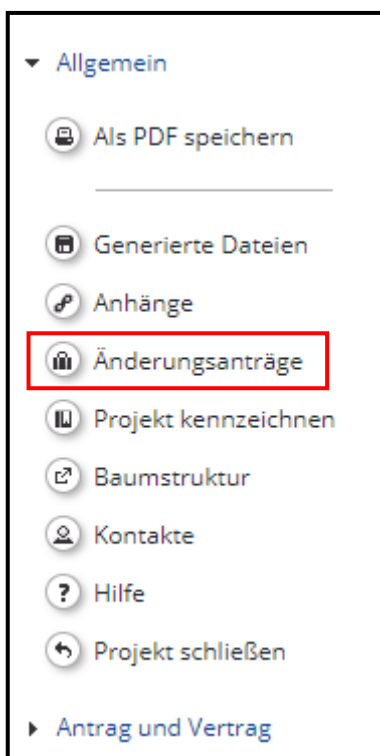 Allgemein
Als PDF speichern
Generierte Dateien
Anhänge
Änderungsanträge
Projekt kennzeichnen
Baumstruktur
Kontakte
? Hilfe
Projekt schließen
Antrag und Vertrag